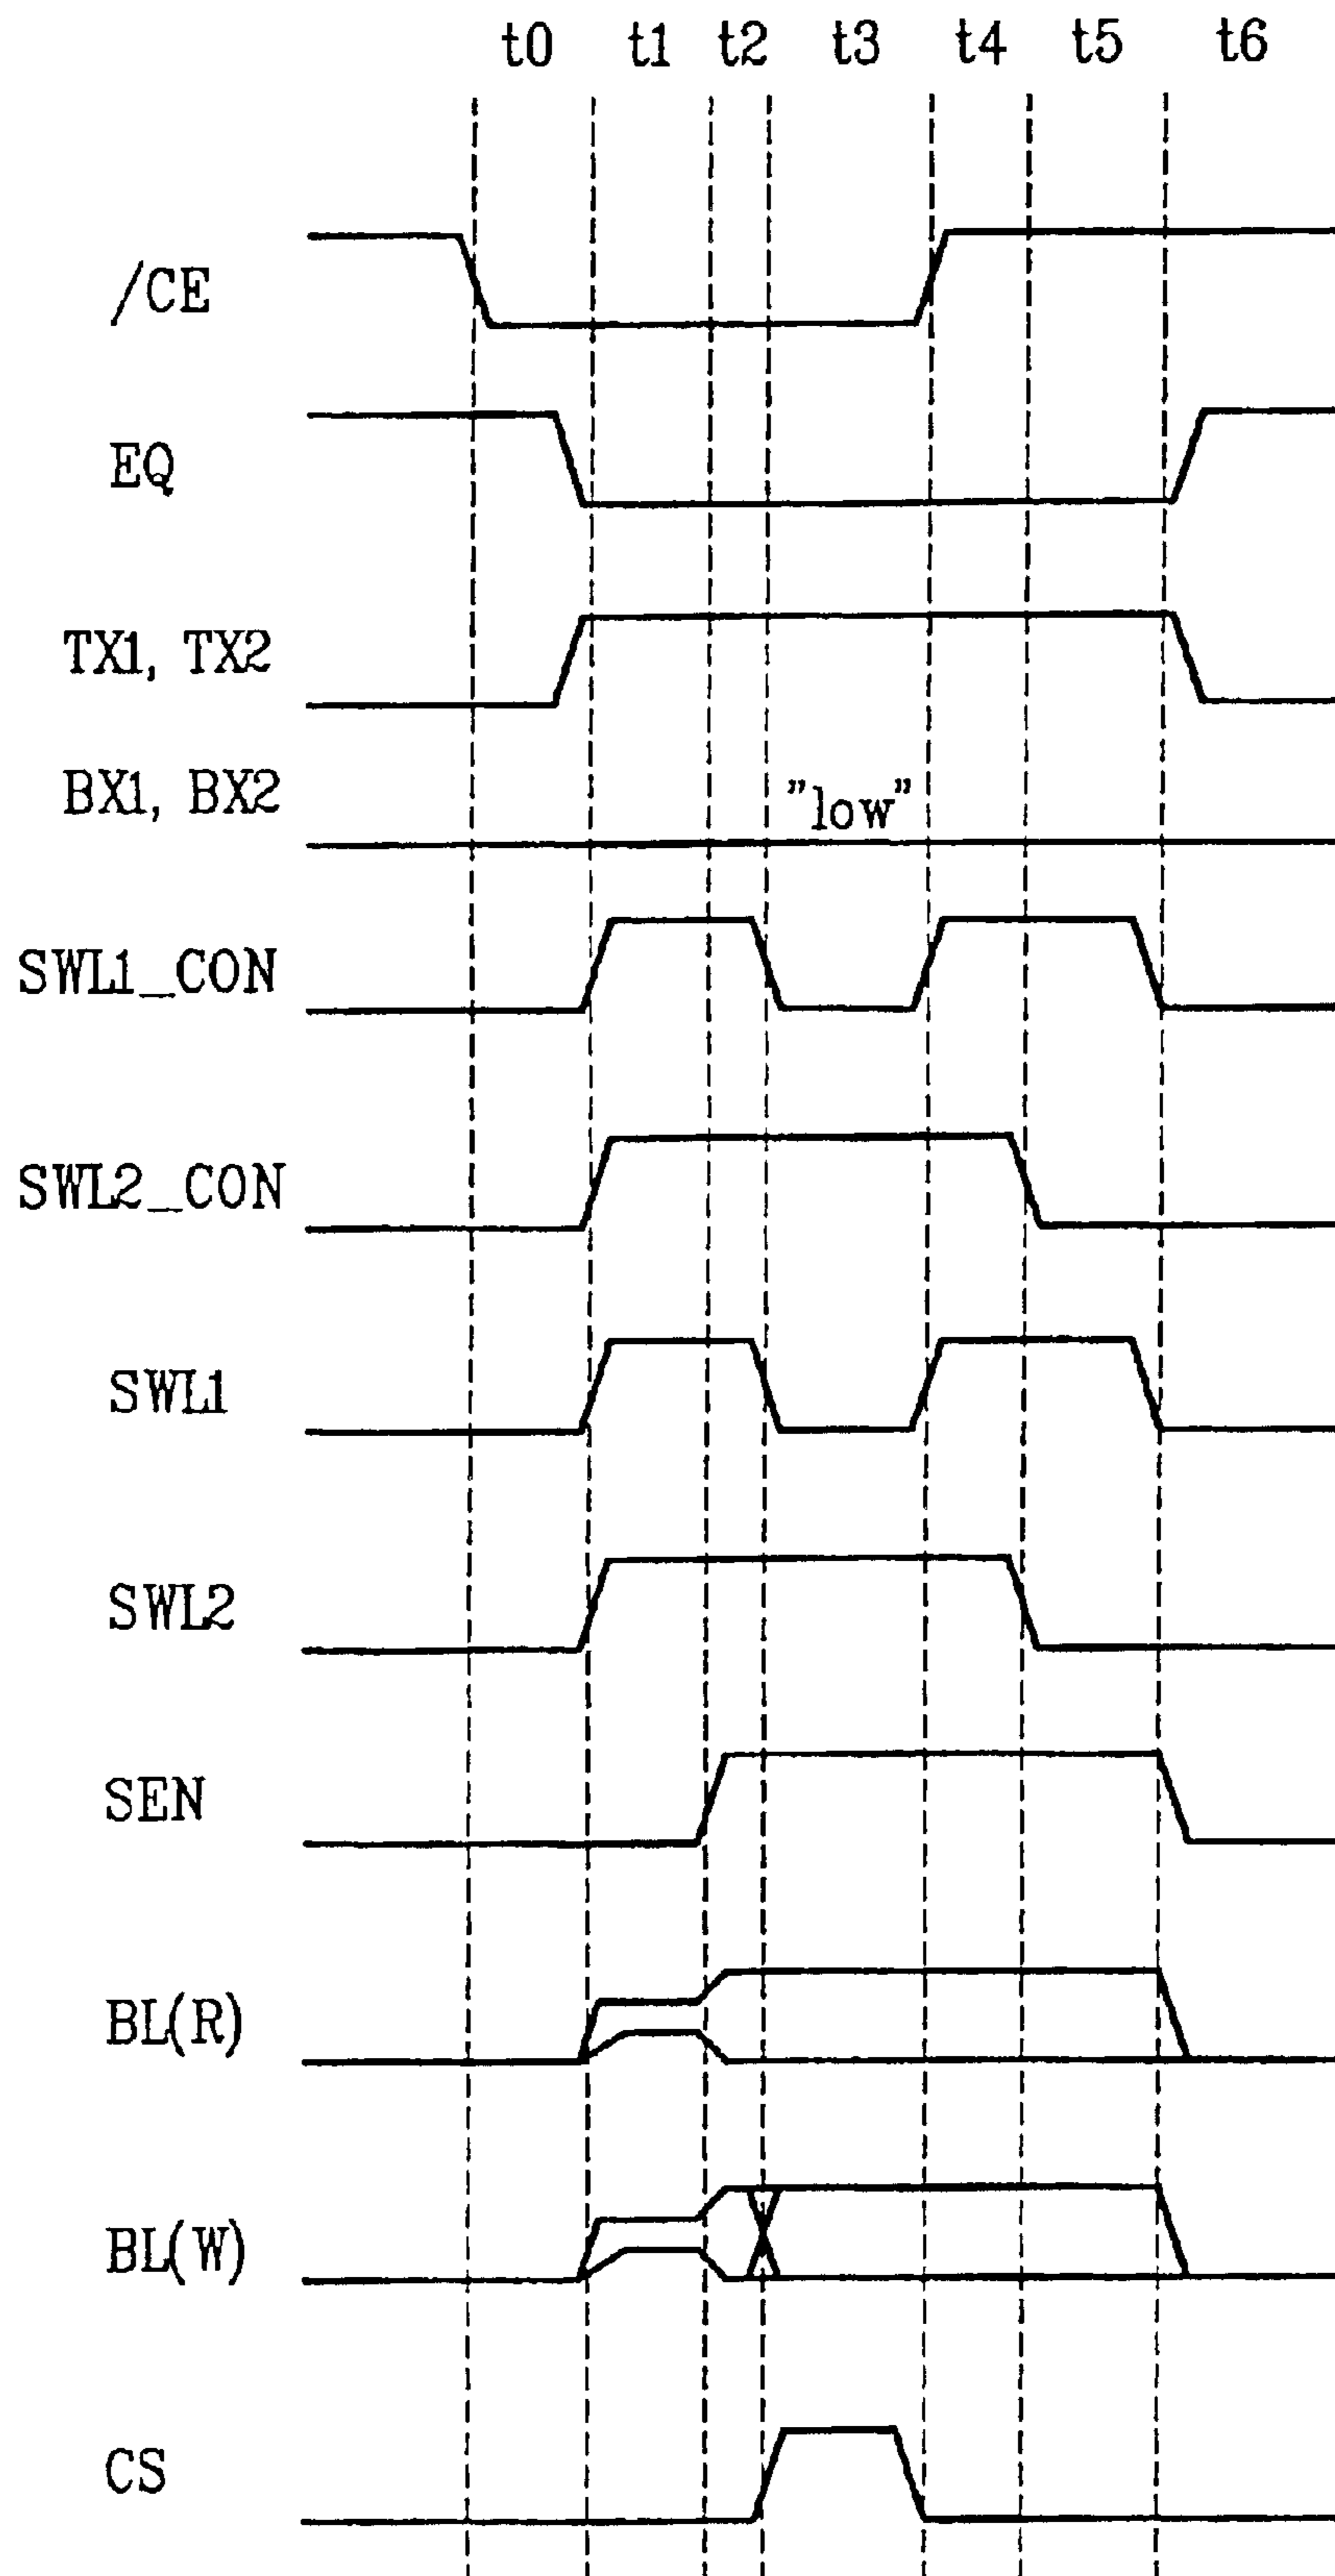 t0 t1 t2 t3 t4 t5 t6
/CE
EQ
TX1, TX2
BX1, BX2
"low"
SWL1_CON
SWL2_CON
SWL1
SWL2
SEN
BL(R)
BL(W)
CS